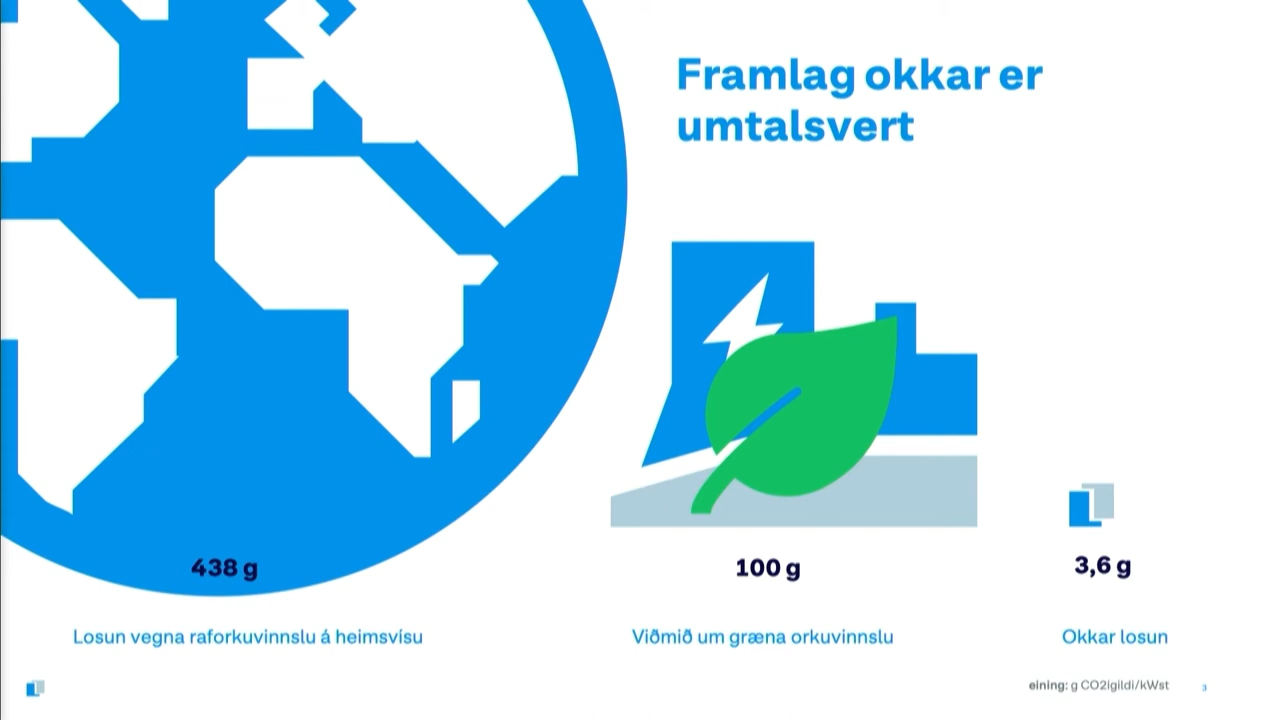 Framlag okkar er
umtalsvert
438 g
100 g
3,6 g
Losun vegna raforkuvinnslu á heimsvísu
Viðmið um græna orkuvinnslu
Okkar losun
eining: g CO2ígildi/kWst
3